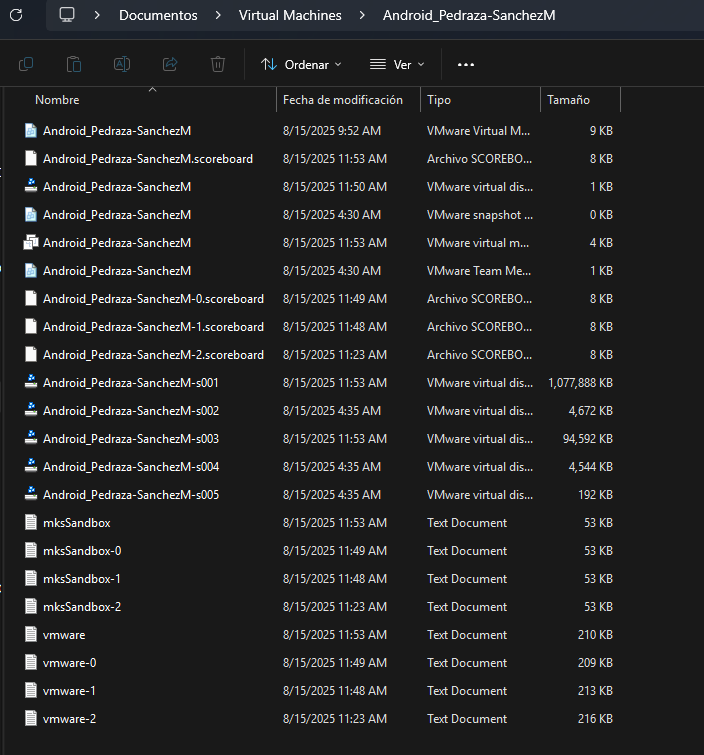 Documentos > Virtual Machines > Android_Pedraza-SanchezM
Ordenar Ver
Nombre Fecha de modificación Tipo Tamaño
Android_Pedraza-SanchezM 8/15/2025 9:52 AM VMware Virtual M... 9 KB
Android_Pedraza-SanchezM.scoreboard 8/15/2025 11:53 AM Archivo SCOREBO... 8 KB
Android_Pedraza-SanchezM 8/15/2025 11:50 AM VMware virtual dis... 1 KB
Android_Pedraza-SanchezM 8/15/2025 4:30 AM VMware snapshot ... 0 KB
Android_Pedraza-SanchezM 8/15/2025 11:53 AM VMware virtual m... 4 KB
Android_Pedraza-SanchezM 8/15/2025 4:30 AM VMware Team Me... 1 KB
Android_Pedraza-SanchezM-0.scoreboard 8/15/2025 11:49 AM Archivo SCOREBO... 8 KB
Android_Pedraza-SanchezM-1.scoreboard 8/15/2025 11:48 AM Archivo SCOREBO... 8 KB
Android_Pedraza-SanchezM-2.scoreboard 8/15/2025 11:23 AM Archivo SCOREBO... 8 KB
Android_Pedraza-SanchezM-s001 8/15/2025 11:53 AM VMware virtual dis... 1,077,888 KB
Android_Pedraza-SanchezM-s002 8/15/2025 4:35 AM VMware virtual dis... 4,672 KB
Android_Pedraza-SanchezM-s003 8/15/2025 11:53 AM VMware virtual dis... 94,592 KB
Android_Pedraza-SanchezM-s004 8/15/2025 4:35 AM VMware virtual dis... 4,544 KB
Android_Pedraza-SanchezM-s005 8/15/2025 4:35 AM VMware virtual dis... 192 KB
mksSandbox 8/15/2025 11:53 AM Text Document 53 KB
mksSandbox-0 8/15/2025 11:49 AM Text Document 53 KB
mksSandbox-1 8/15/2025 11:48 AM Text Document 53 KB
mksSandbox-2 8/15/2025 11:23 AM Text Document 53 KB
vmware 8/15/2025 11:53 AM Text Document 210 KB
vmware-0 8/15/2025 11:49 AM Text Document 209 KB
vmware-1 8/15/2025 11:48 AM Text Document 213 KB
vmware-2 8/15/2025 11:23 AM Text Document 216 KB